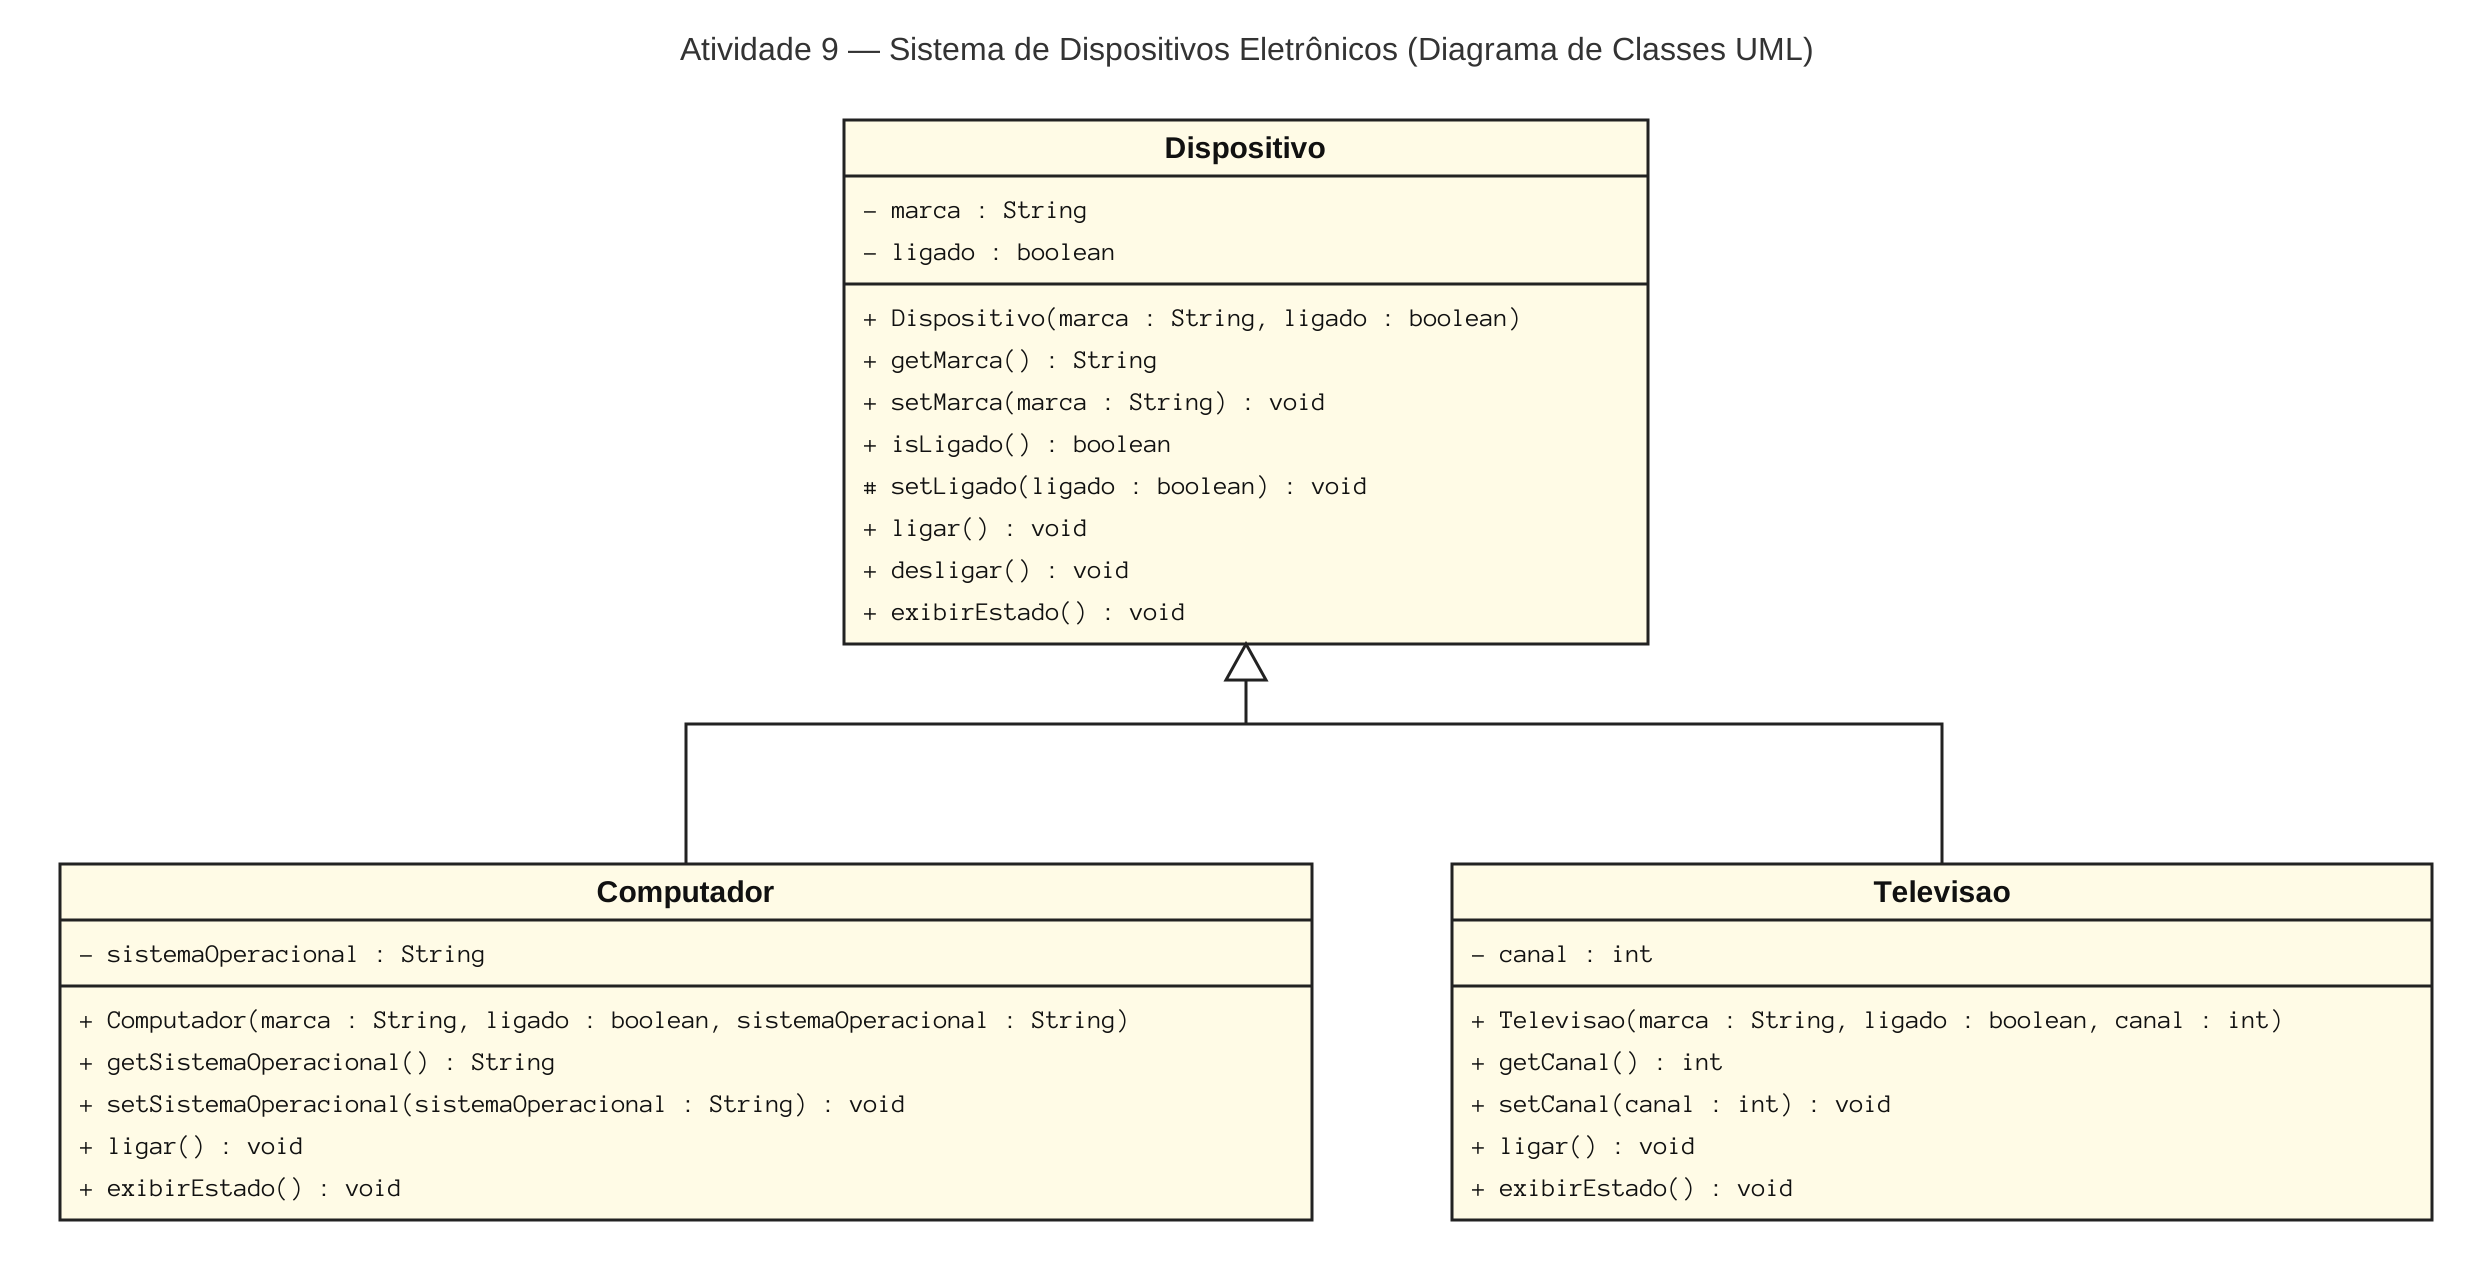 Atividade 9 — Sistema de Dispositivos Eletrônicos (Diagrama de Classes UML)
Dispositivo
− marca : String
− ligado : boolean
+ Dispositivo(marca : String, ligado : boolean)
+ getMarca() : String
+ setMarca(marca : String) : void
+ isLigado() : boolean
# setLigado(ligado : boolean) : void
+ ligar() : void
+ desligar() : void
+ exibirEstado() : void
Computador
− sistemaOperacional : String
+ Computador(marca : String, ligado : boolean, sistemaOperacional : String)
+ getSistemaOperacional() : String
+ setSistemaOperacional(sistemaOperacional : String) : void
+ ligar() : void
+ exibirEstado() : void
Televisao
− canal : int
+ Televisao(marca : String, ligado : boolean, canal : int)
+ getCanal() : int
+ setCanal(canal : int) : void
+ ligar() : void
+ exibirEstado() : void